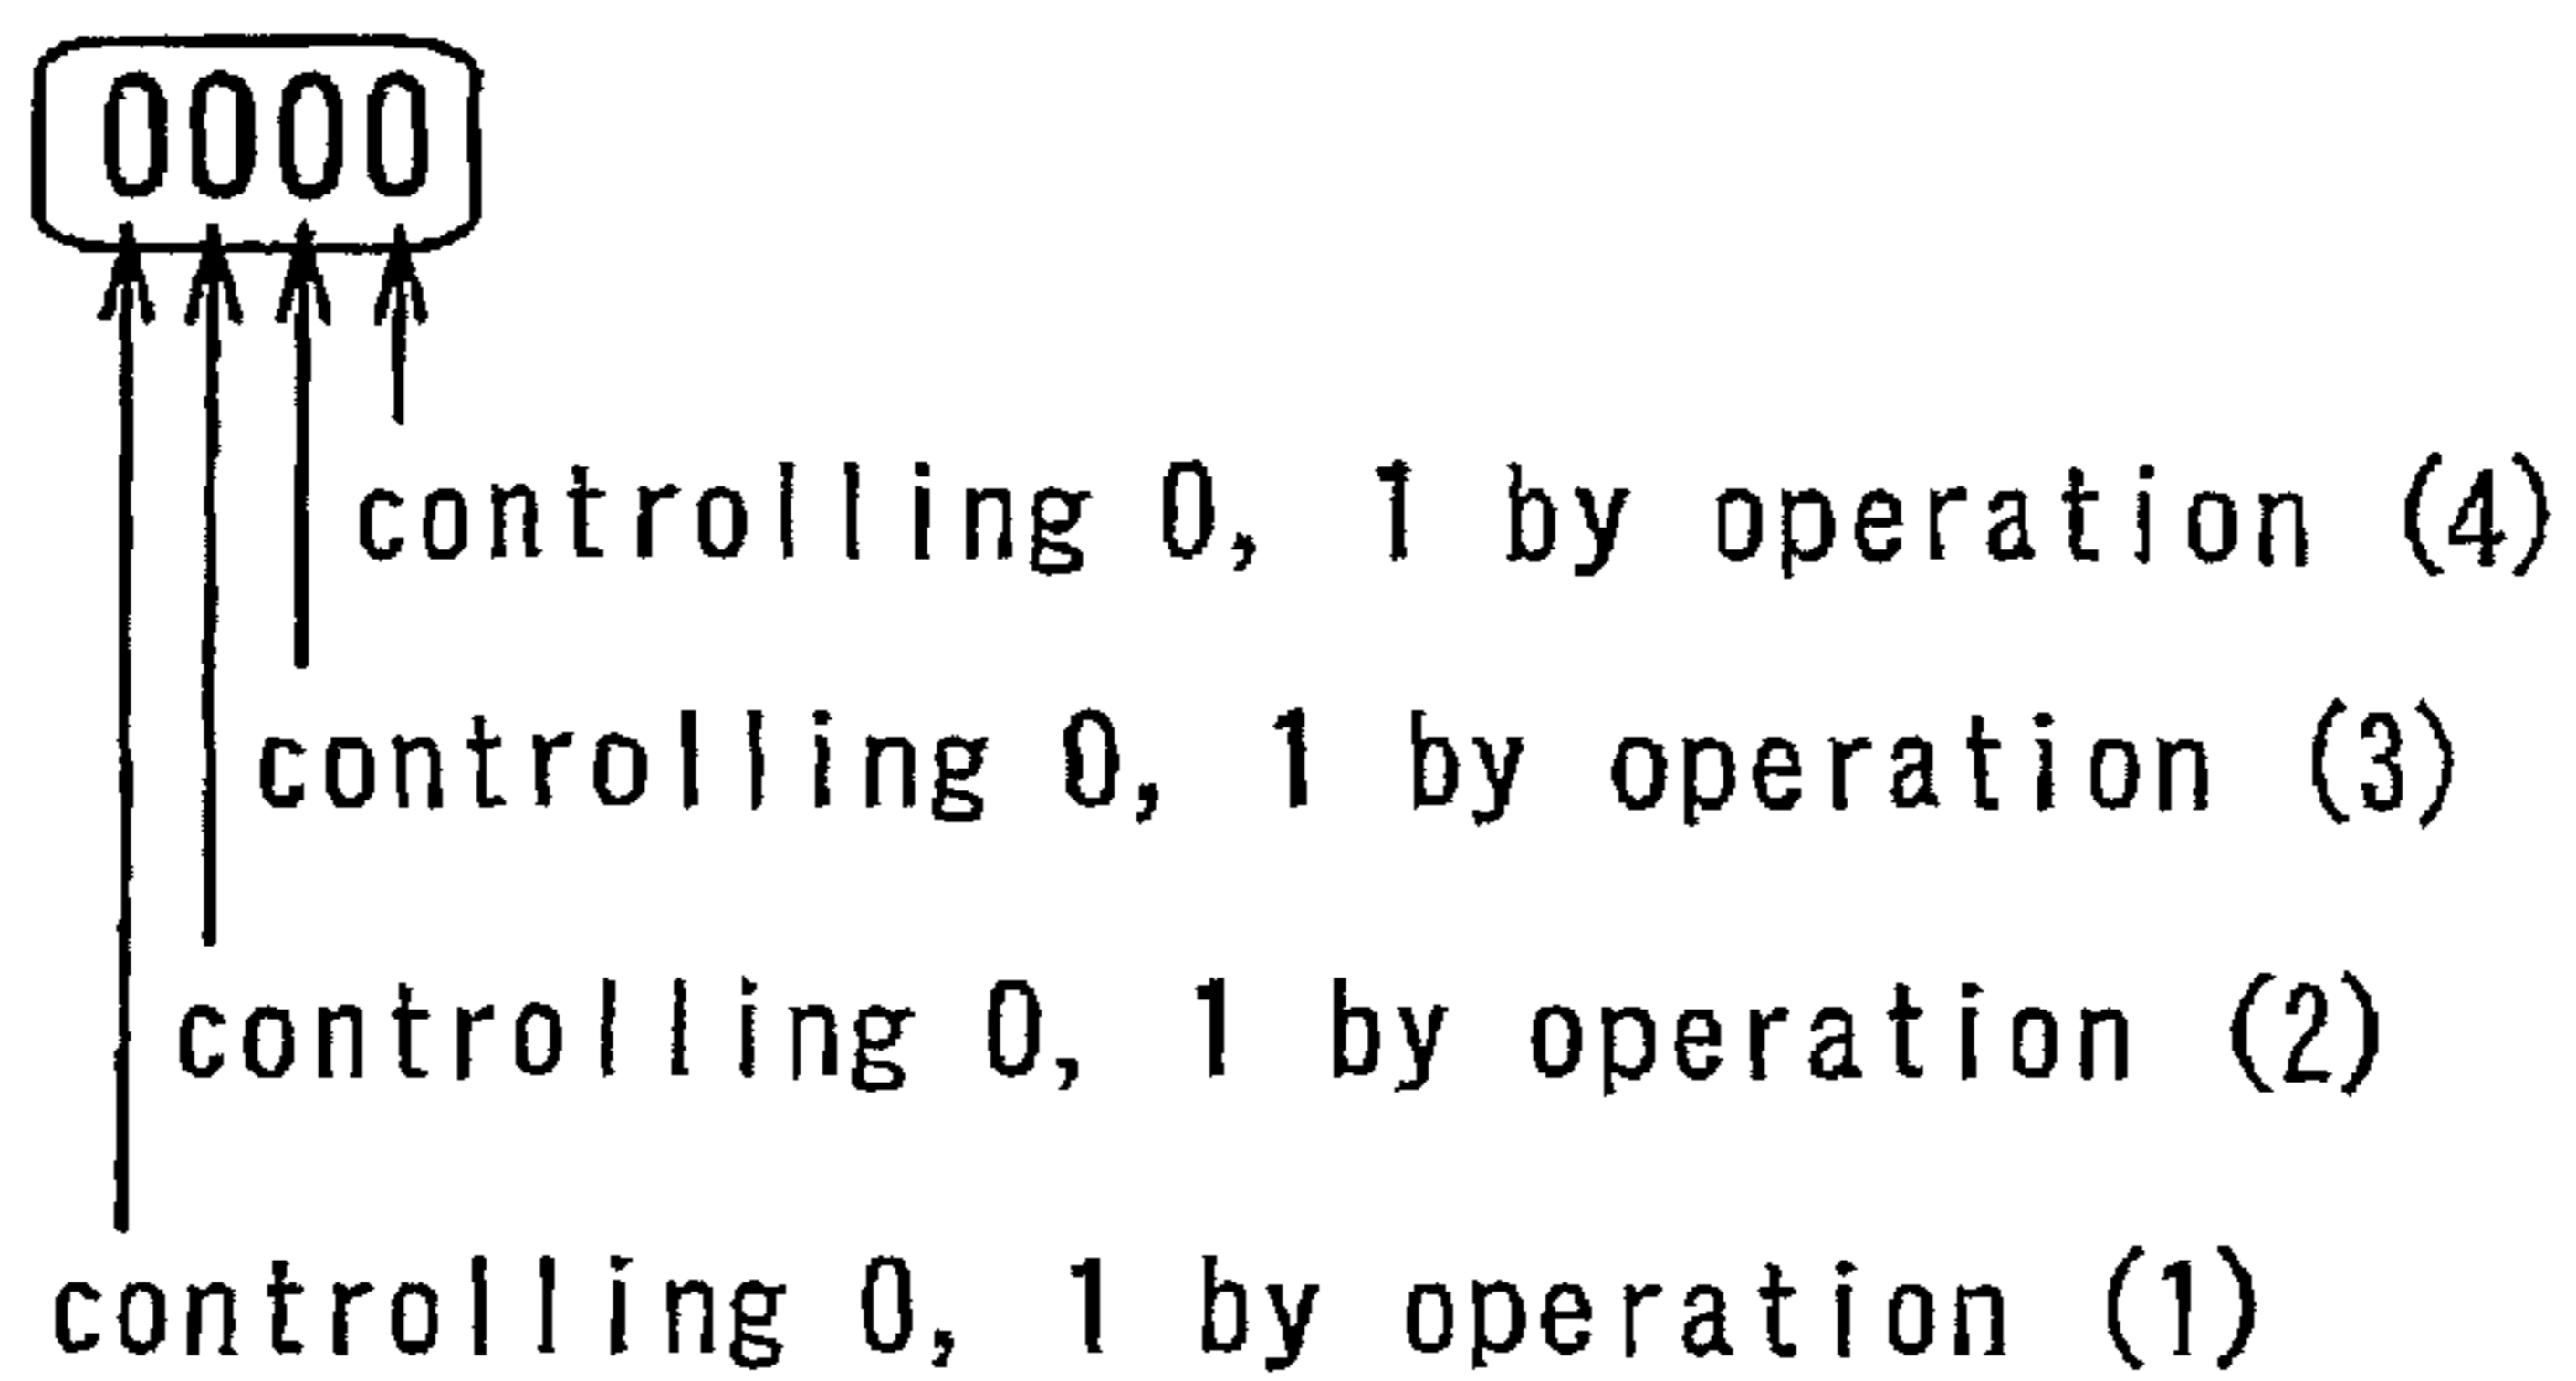 0000
controlling 0, 1 by operation (4)
controlling 0, 1 by operation (3)
controlling 0, 1 by operation (2)
controlling 0, 1 by operation (1)